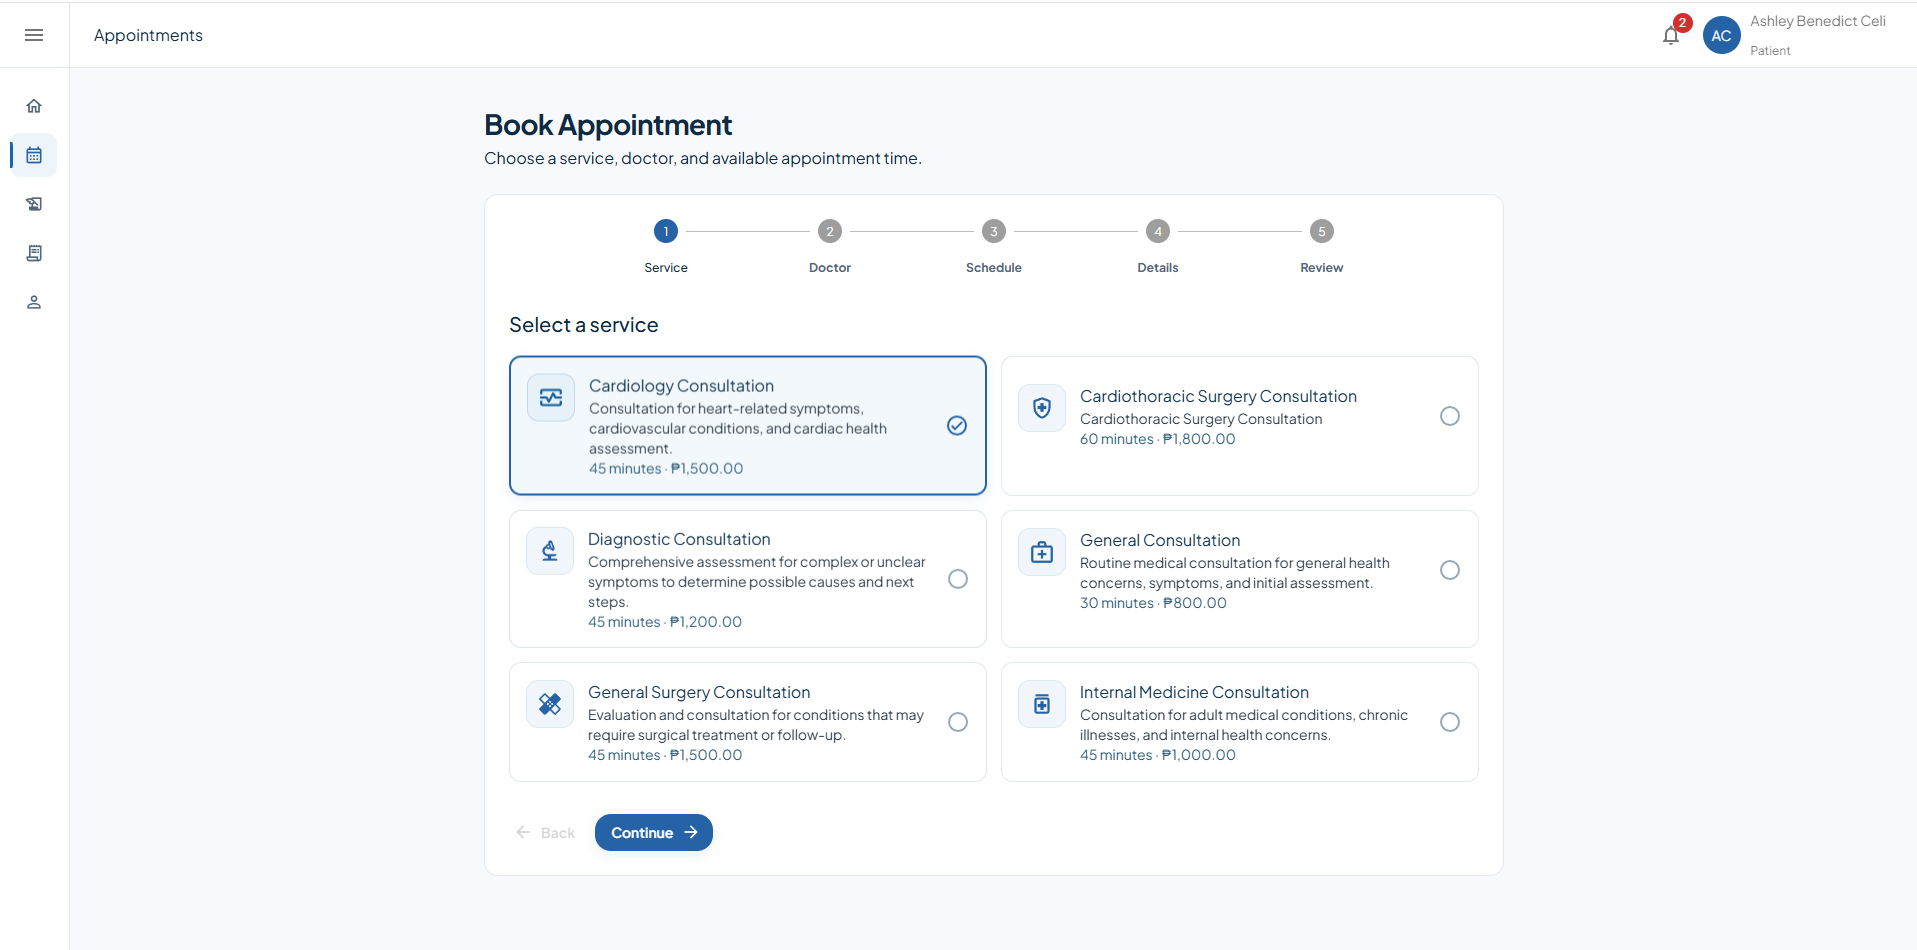 Appointments
2
AC
Ashley Benedict Celi
Patient
Book Appointment
Choose a service, doctor, and available appointment time.
1
2
3
4
5
Service
Doctor
Schedule
Details
Review
Select a service
Cardiology Consultation
Consultation for heart-related symptoms,
cardiovascular conditions, and cardiac health
assessment.
45 minutes · ₱1,500.00
Cardiothoracic Surgery Consultation
Cardiothoracic Surgery Consultation
60 minutes · ₱1,800.00
Diagnostic Consultation
Comprehensive assessment for complex or unclear
symptoms to determine possible causes and next
steps.
45 minutes · ₱1,200.00
General Consultation
Routine medical consultation for general health
concerns, symptoms, and initial assessment.
30 minutes · ₱800.00
General Surgery Consultation
Evaluation and consultation for conditions that may
require surgical treatment or follow-up.
45 minutes · ₱1,500.00
Internal Medicine Consultation
Consultation for adult medical conditions, chronic
illnesses, and internal health concerns.
45 minutes · ₱1,000.00
Back
Continue